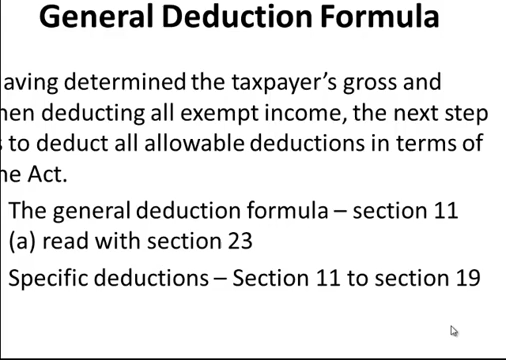 General Deduction Formula
aving determined the taxpayer's gross and
hen deducting all exempt income, the next step
s to deduct all allowable deductions in terms of
he Act.
The general deduction formula – section 11
(a) read with section 23
Specific deductions – Section 11 to section 19